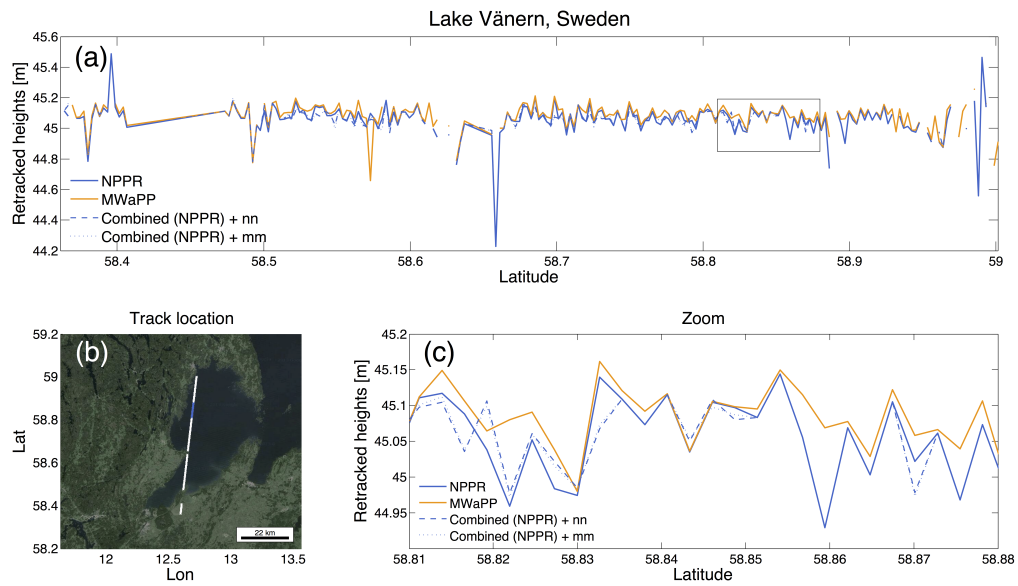 Lake Vänern, Sweden
(a)
Retracked heights [m]
45.6
45.4
45.2
45
44.8
44.6
44.4
44.2
NPPR
MWaPP
Combined (NPPR) + nn
Combined (NPPR) + mm
58.4 58.5 58.6 58.7 58.8 58.9 59
Latitude
Track location
(b)
Lat
59.2
59
58.8
58.6
58.4
58.2
22 km
12 12.5 13 13.5
Lon
Zoom
(c)
Retracked heights [m]
45.2
45.15
45.1
45.05
45
44.95
NPPR
MWaPP
Combined (NPPR) + nn
Combined (NPPR) + mm
58.81 58.82 58.83 58.84 58.85 58.86 58.87 58.88
Latitude